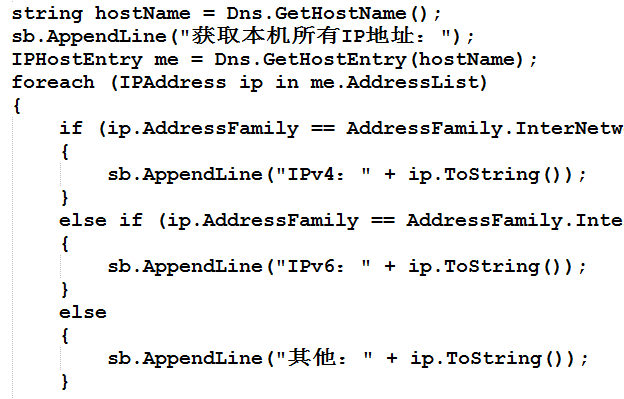 string hostName = Dns.GetHostName();
sb.AppendLine("获取本机所有IP地址：");
IPHostEntry me = Dns.GetHostEntry(hostName);
foreach (IPAddress ip in me.AddressList)
{
    if (ip.AddressFamily == AddressFamily.InterNetw
    {
        sb.AppendLine("IPv4：" + ip.ToString());
    }
    else if (ip.AddressFamily == AddressFamily.Inte
    {
        sb.AppendLine("IPv6：" + ip.ToString());
    }
    else
    {
        sb.AppendLine("其他：" + ip.ToString());
    }